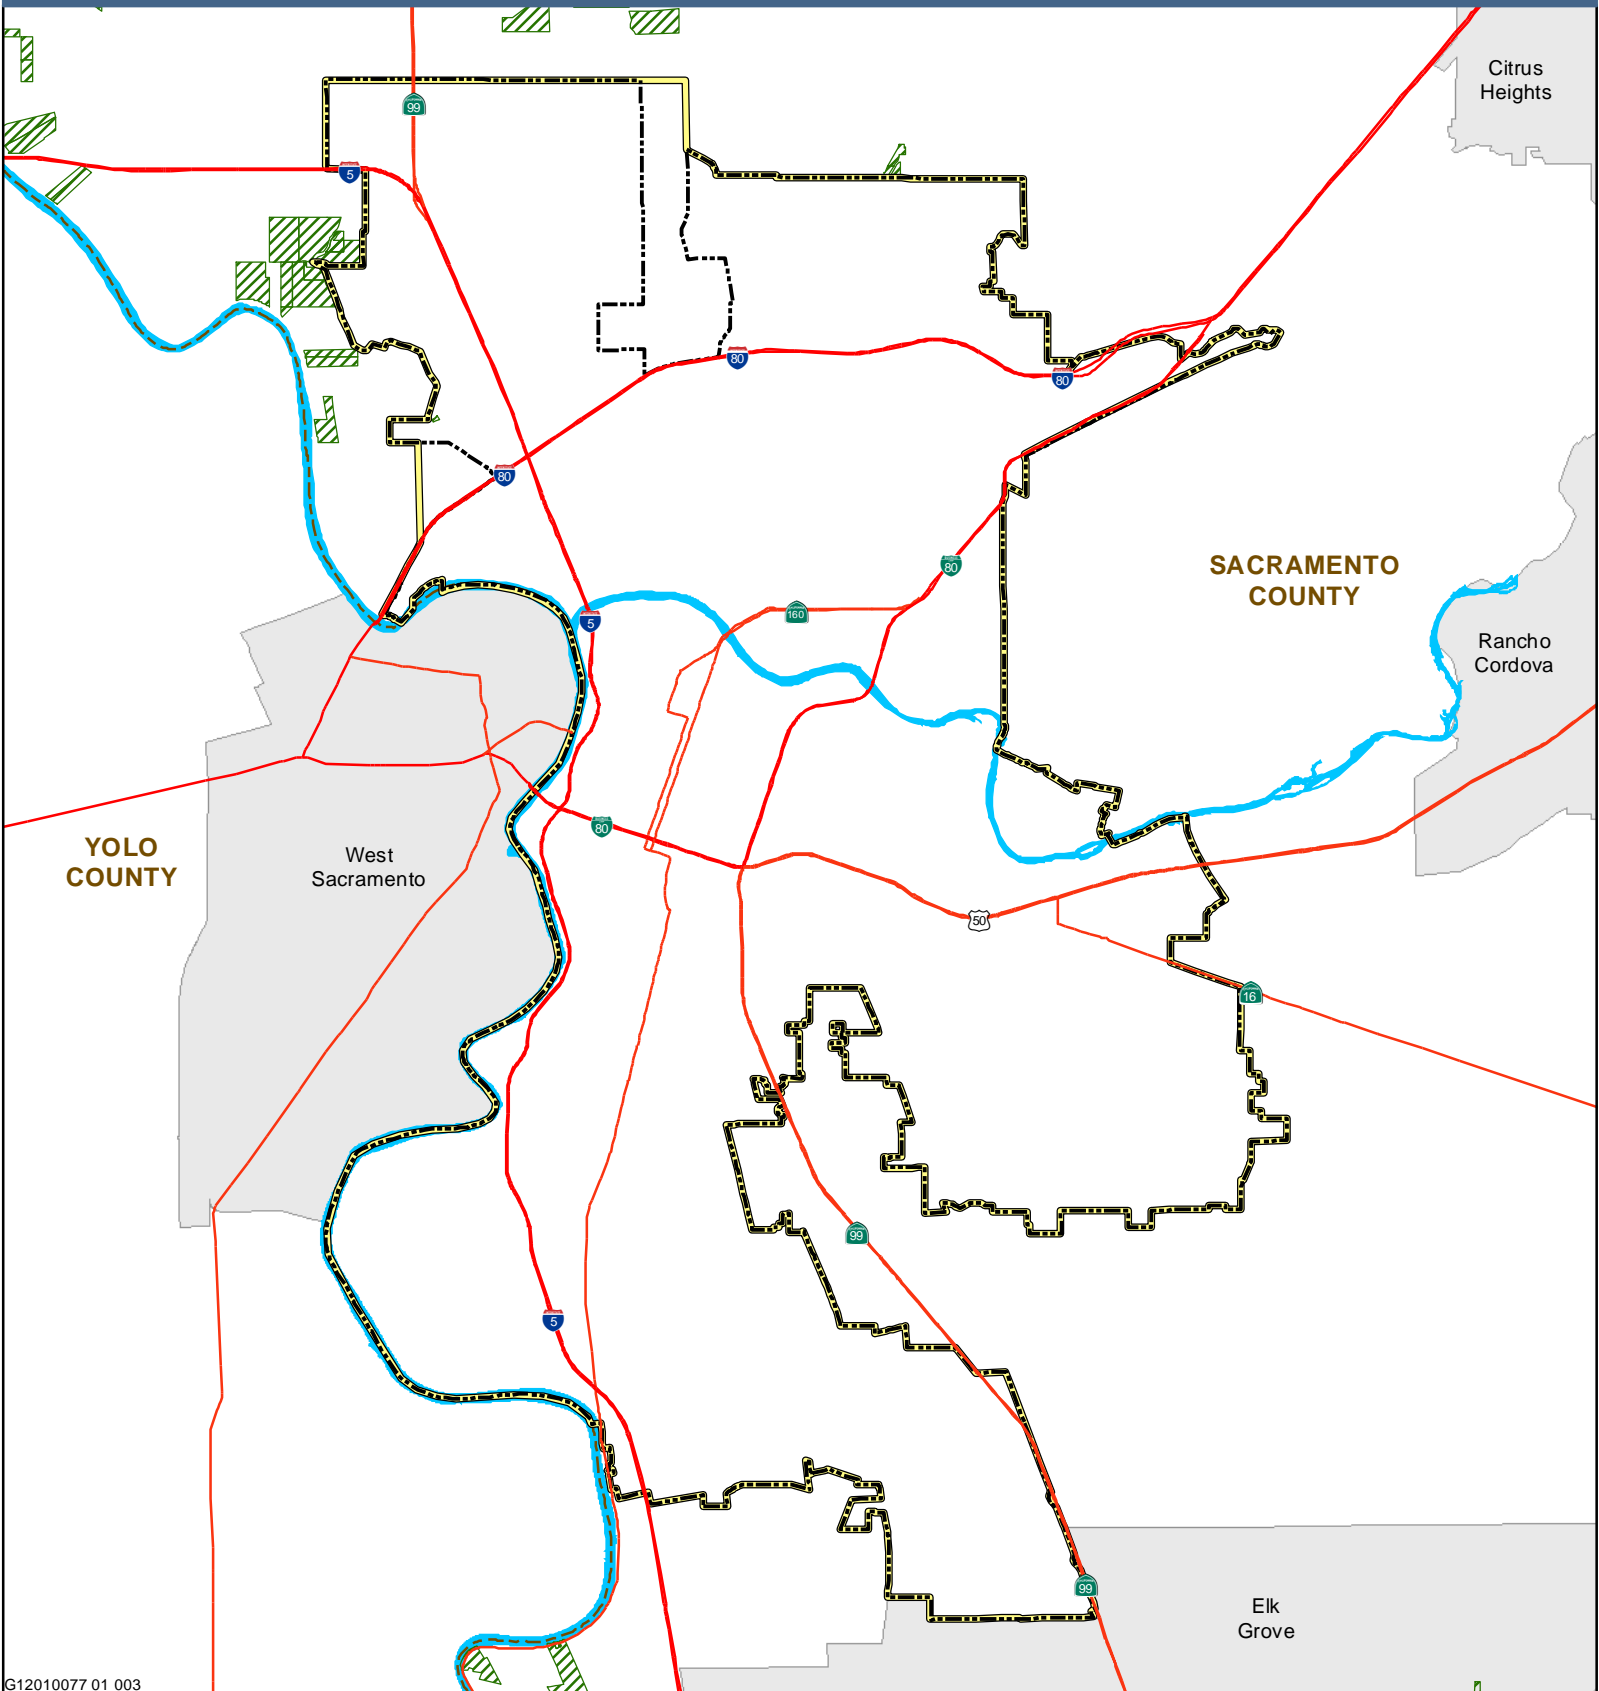 Citrus
Heights
99
5
80
80
80
80
SACRAMENTO
COUNTY
160
5
Rancho
Cordova
80
YOLO
COUNTY
West
Sacramento
50
16
99
5
99
Elk
Grove
G12010077 01 003